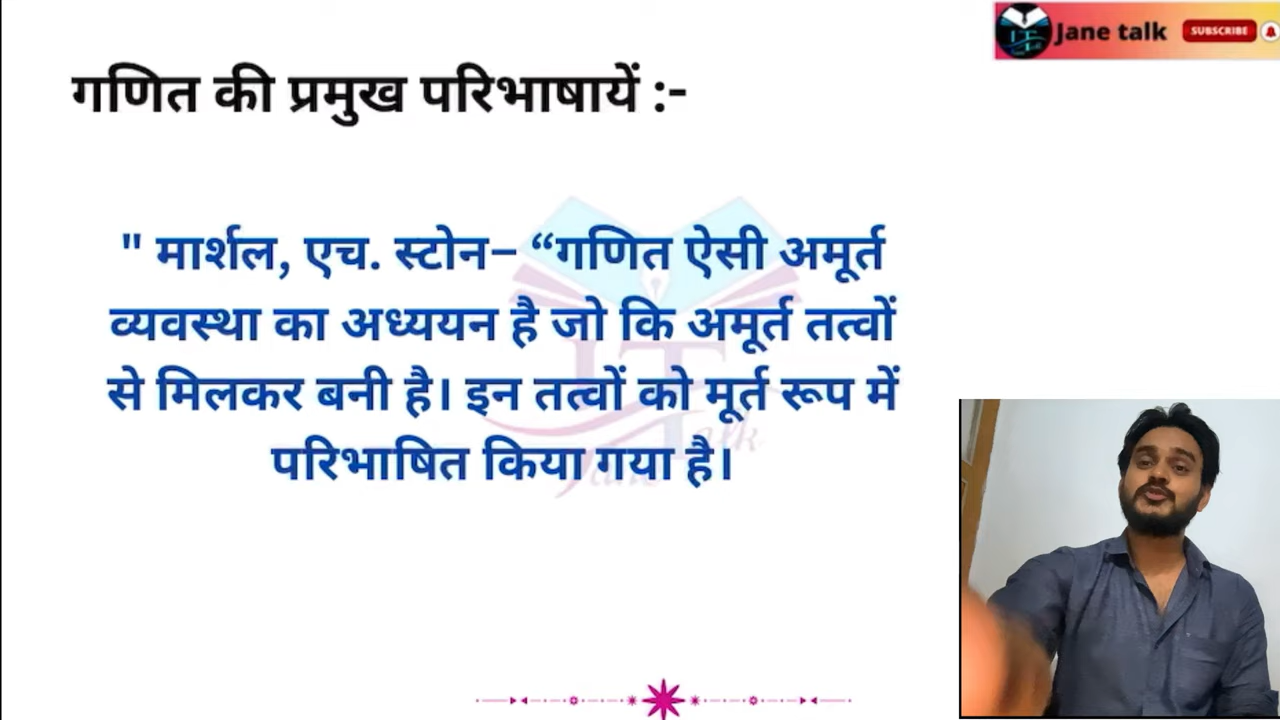 Jane talk SUBSCRIBE
गणित की प्रमुख परिभाषायें :-
" मार्शल, एच. स्टोन– “गणित ऐसी अमूर्त
व्यवस्था का अध्ययन है जो कि अमूर्त तत्वों
से मिलकर बनी है। इन तत्वों को मूर्त रूप में
परिभाषित किया गया है।